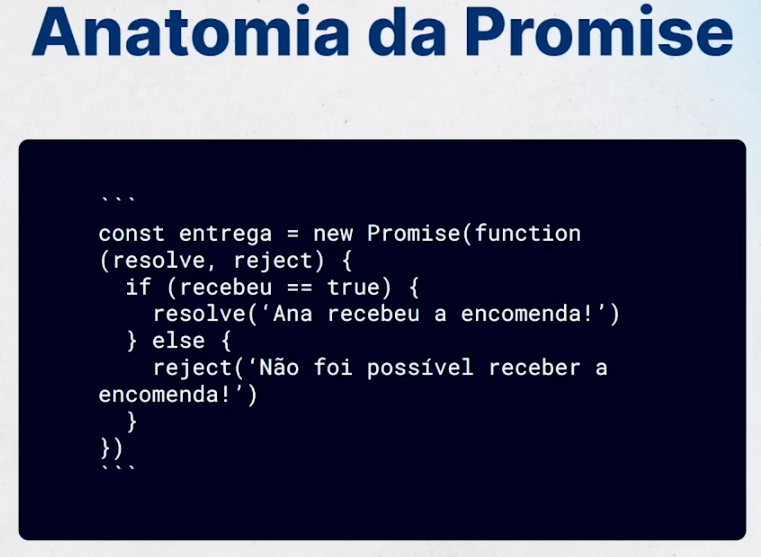 Anatomia da Promise
```
const entrega = new Promise(function
(resolve, reject) {
  if (recebeu == true) {
    resolve(‘Ana recebeu a encomenda!’)
  } else {
    reject(‘Não foi possível receber a
encomenda!’)
  }
})
```